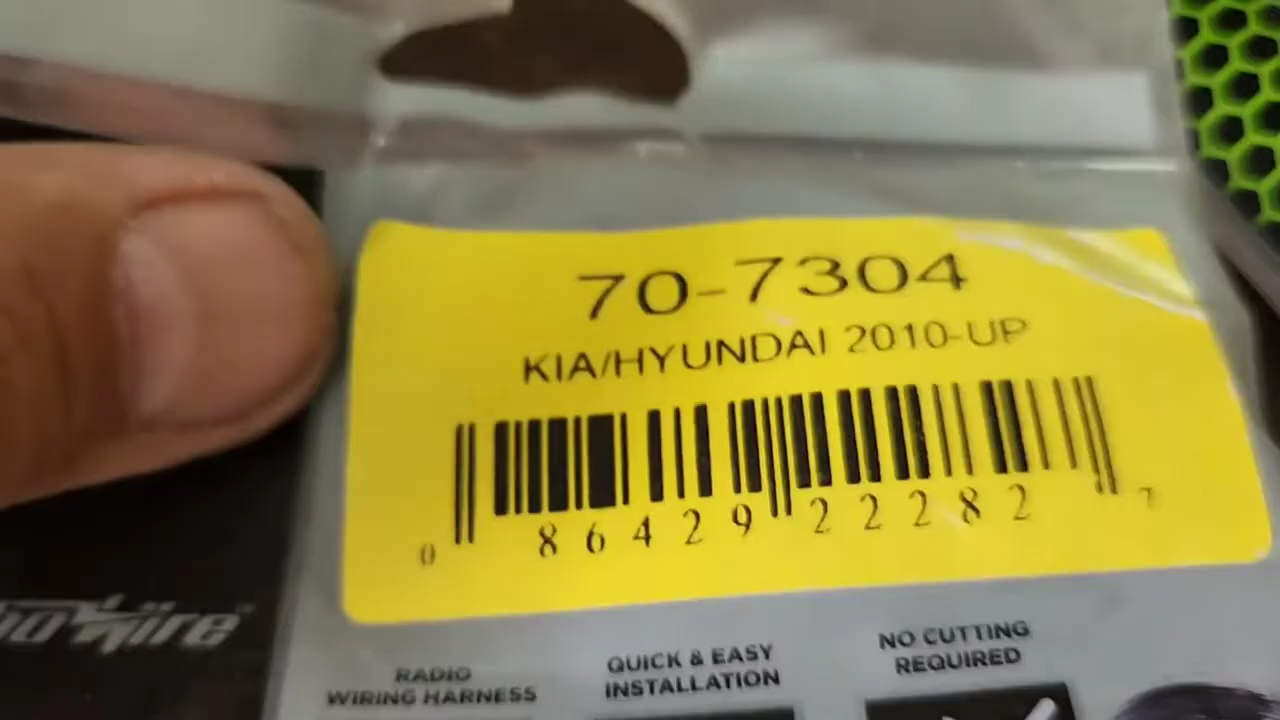 70-7304
KIA/HYUNDAI 2010-UP
0 86429 22282 7
NO CUTTING
REQUIRED
QUICK & EASY
INSTALLATION
RADIO
WIRING HARNESS